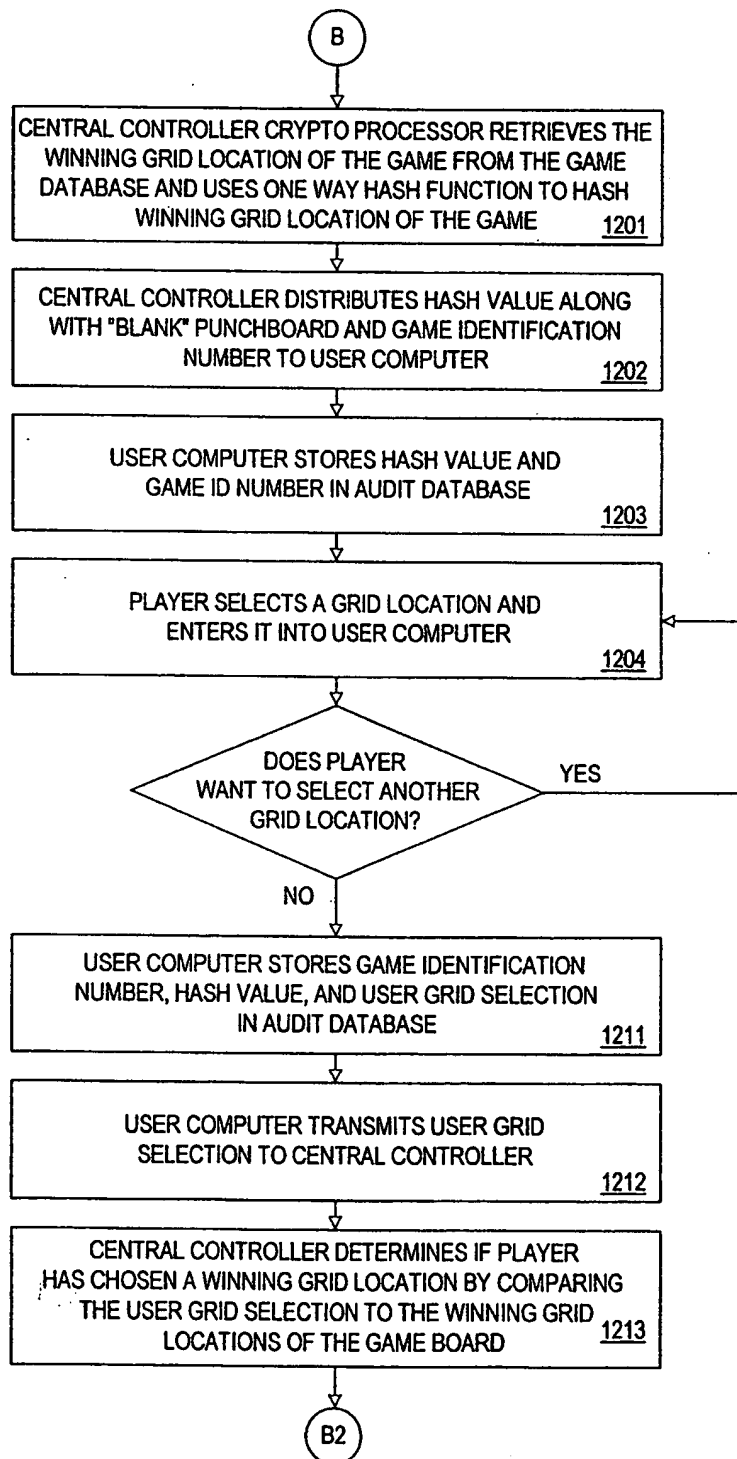 B
CENTRAL CONTROLLER CRYPTO PROCESSOR RETRIEVES THE
WINNING GRID LOCATION OF THE GAME FROM THE GAME
DATABASE AND USES ONE WAY HASH FUNCTION TO HASH
WINNING GRID LOCATION OF THE GAME
1201
CENTRAL CONTROLLER DISTRIBUTES HASH VALUE ALONG
WITH "BLANK" PUNCHBOARD AND GAME IDENTIFICATION
NUMBER TO USER COMPUTER
1202
USER COMPUTER STORES HASH VALUE AND
GAME ID NUMBER IN AUDIT DATABASE
1203
PLAYER SELECTS A GRID LOCATION AND
ENTERS IT INTO USER COMPUTER
1204
DOES PLAYER
WANT TO SELECT ANOTHER
GRID LOCATION?
YES
NO
USER COMPUTER STORES GAME IDENTIFICATION
NUMBER, HASH VALUE, AND USER GRID SELECTION
IN AUDIT DATABASE
1211
USER COMPUTER TRANSMITS USER GRID
SELECTION TO CENTRAL CONTROLLER
1212
CENTRAL CONTROLLER DETERMINES IF PLAYER
HAS CHOSEN A WINNING GRID LOCATION BY COMPARING
THE USER GRID SELECTION TO THE WINNING GRID
LOCATIONS OF THE GAME BOARD
1213
B2